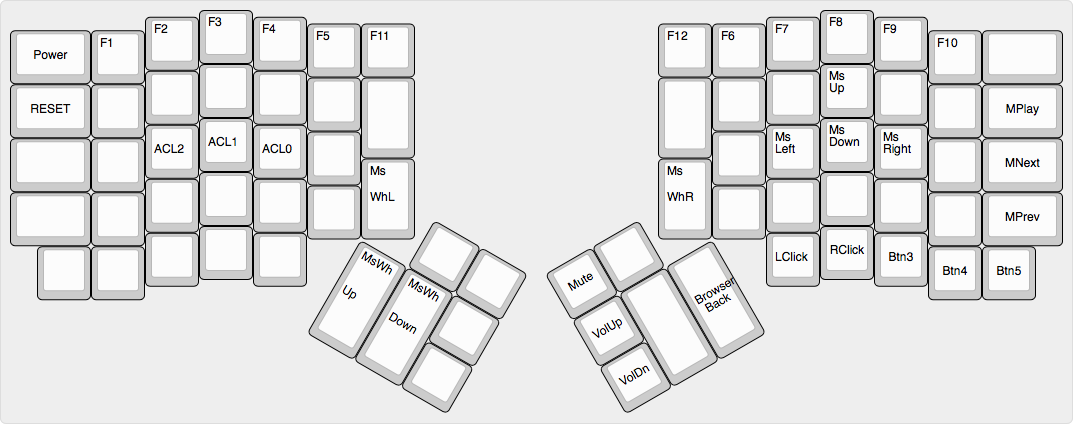 Power
F1
F2
F3
F4
F5
F11
F12
F6
F7
F8
F9
F10
RESET
Ms
Up
MPlay
ACL2
ACL1
ACL0
Ms
Left
Ms
Down
Ms
Right
MNext
Ms
WhL
Ms
WhR
MPrev
LClick
RClick
Btn3
Btn4
Btn5
MsWh
Up
MsWh
Down
Mute
VolUp
VolDn
Browser
Back